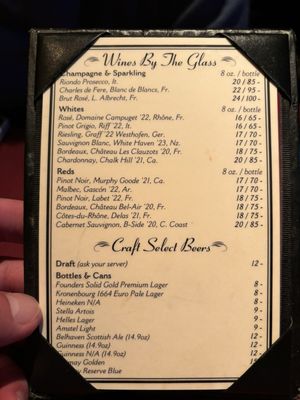 Wines By The Glass
Champagne & Sparkling 8 oz. / bottle
Riondo Prosecco, It. 20 / 85 -
Charles de Fere, Blanc de Blancs, Fr. 22 / 95 -
Brut Rosé, L. Albrecht, Fr. 24 / 100 -
Whites 8 oz. / bottle
Rosé, Domaine Campuget '22, Rhône, Fr. 16 / 65 -
Pinot Grigio, Riff '22, It. 16 / 65 -
Riesling, Graff '22 Westhofen, Ger. 17 / 70 -
Sauvignon Blanc, White Haven '23, Nz. 17 / 70 -
Bordeaux, Château Les Clauzots '20, Fr. 18 / 75 -
Chardonnay, Chalk Hill '21, Ca. 20 / 85 -
Reds 8 oz. / bottle
Pinot Noir, Murphy Goode '21, Ca. 17 / 70 -
Malbec, Gascón '22, Ar. 17 / 70 -
Pinot Noir, Labet '22, Fr. 17 / 70 -
Bordeaux, Château Bel-Air '20, Fr. 18 / 75 -
Côtes-du-Rhône, Delas '21, Fr. 18 / 75 -
Cabernet Sauvignon, B-Side '20, C. Coast 20 / 85 -
Craft Select Beers
Draft (ask your server) 12 -
Bottles & Cans
Founders Solid Gold Premium Lager 8 -
Kronenbourg 1664 Euro Pale Lager 8 -
Heineken N/A 8 -
Stella Artois 9 -
Helles Lager 9 -
Amstel Light 9 -
Belhaven Scottish Ale (14.9oz) 12 -
Guinness (14.9oz) 12 -
Guinness N/A (14.9oz) 12 -
Golden
Reserve Blue